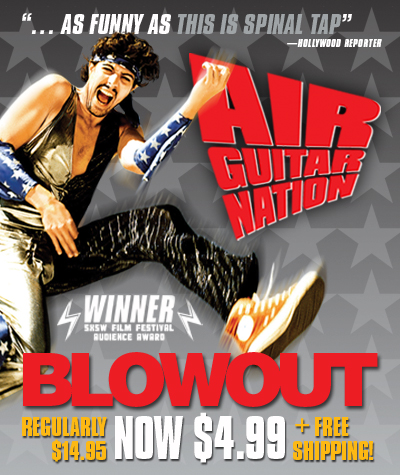 “... AS FUNNY AS THIS IS SPINAL TAP”
—HOLLYWOOD REPORTER
AIR
GUITAR
NATION
WINNER
SXSW FILM FESTIVAL
AUDIENCE AWARD
BLOWOUT
REGULARLY
$14.95
NOW $4.99
+ FREE
SHIPPING!